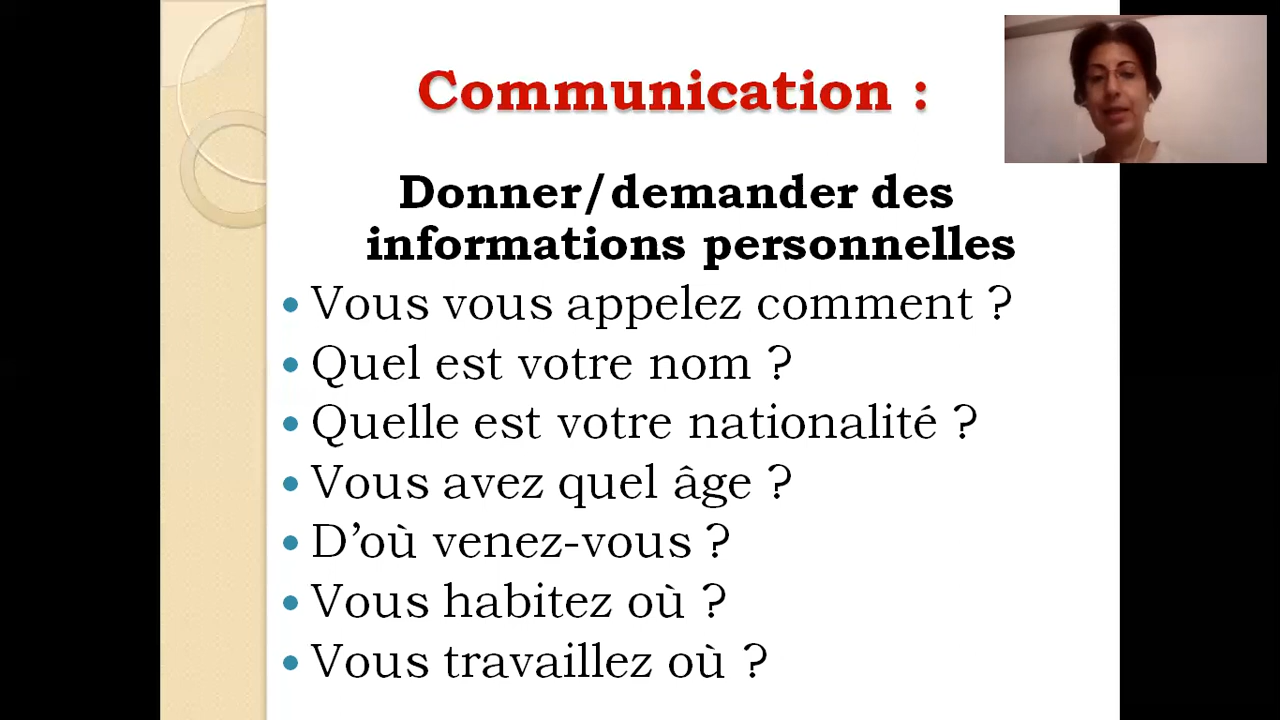 Communication :
Donner/demander des
informations personnelles
• Vous vous appelez comment ?
• Quel est votre nom ?
• Quelle est votre nationalité ?
• Vous avez quel âge ?
• D’où venez-vous ?
• Vous habitez où ?
• Vous travaillez où ?